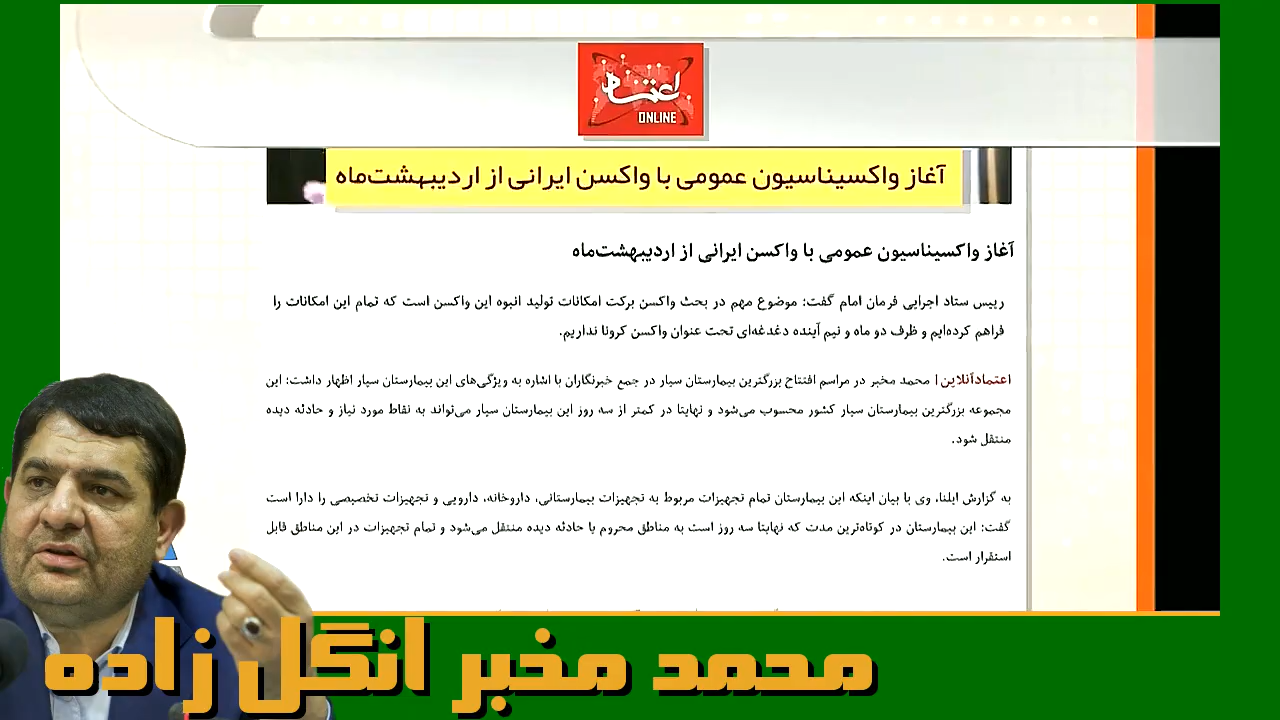 اعتماد
ONLINE
آغاز واکسیناسیون عمومی با واکسن ایرانی از اردیبهشت‌ماه
آغاز واکسیناسیون عمومی با واکسن ایرانی از اردیبهشت‌ماه
رییس ستاد اجرایی فرمان امام گفت: موضوع مهم در بحث واکسن برکت امکانات تولید انبوه این واکسن است که تمام این امکانات را
فراهم کرده‌ایم و ظرف دو ماه و نیم آینده دغدغه‌ای تحت عنوان واکسن کرونا نداریم.
اعتمادآنلاین| محمد مخبر در مراسم افتتاح بزرگترین بیمارستان سیار در جمع خبرنگاران با اشاره به ویژگی‌های این بیمارستان سیار اظهار داشت: این
مجموعه بزرگترین بیمارستان سیار کشور محسوب می‌شود و نهایتا در کمتر از سه روز این بیمارستان سیار می‌تواند به نقاط مورد نیاز و حادثه دیده
منتقل شود.
به گزارش ایلنا، وی با بیان اینکه این بیمارستان تمام تجهیزات مربوط به تجهیزات بیمارستانی، داروخانه، دارویی و تجهیزات تخصیصی را دارا است
گفت: این بیمارستان در کوتاه‌ترین مدت که نهایتا سه روز است به مناطق محروم یا حادثه دیده منتقل می‌شود و تمام تجهیزات در این مناطق قابل
استقرار است.
محمد مخبر انگل زاده